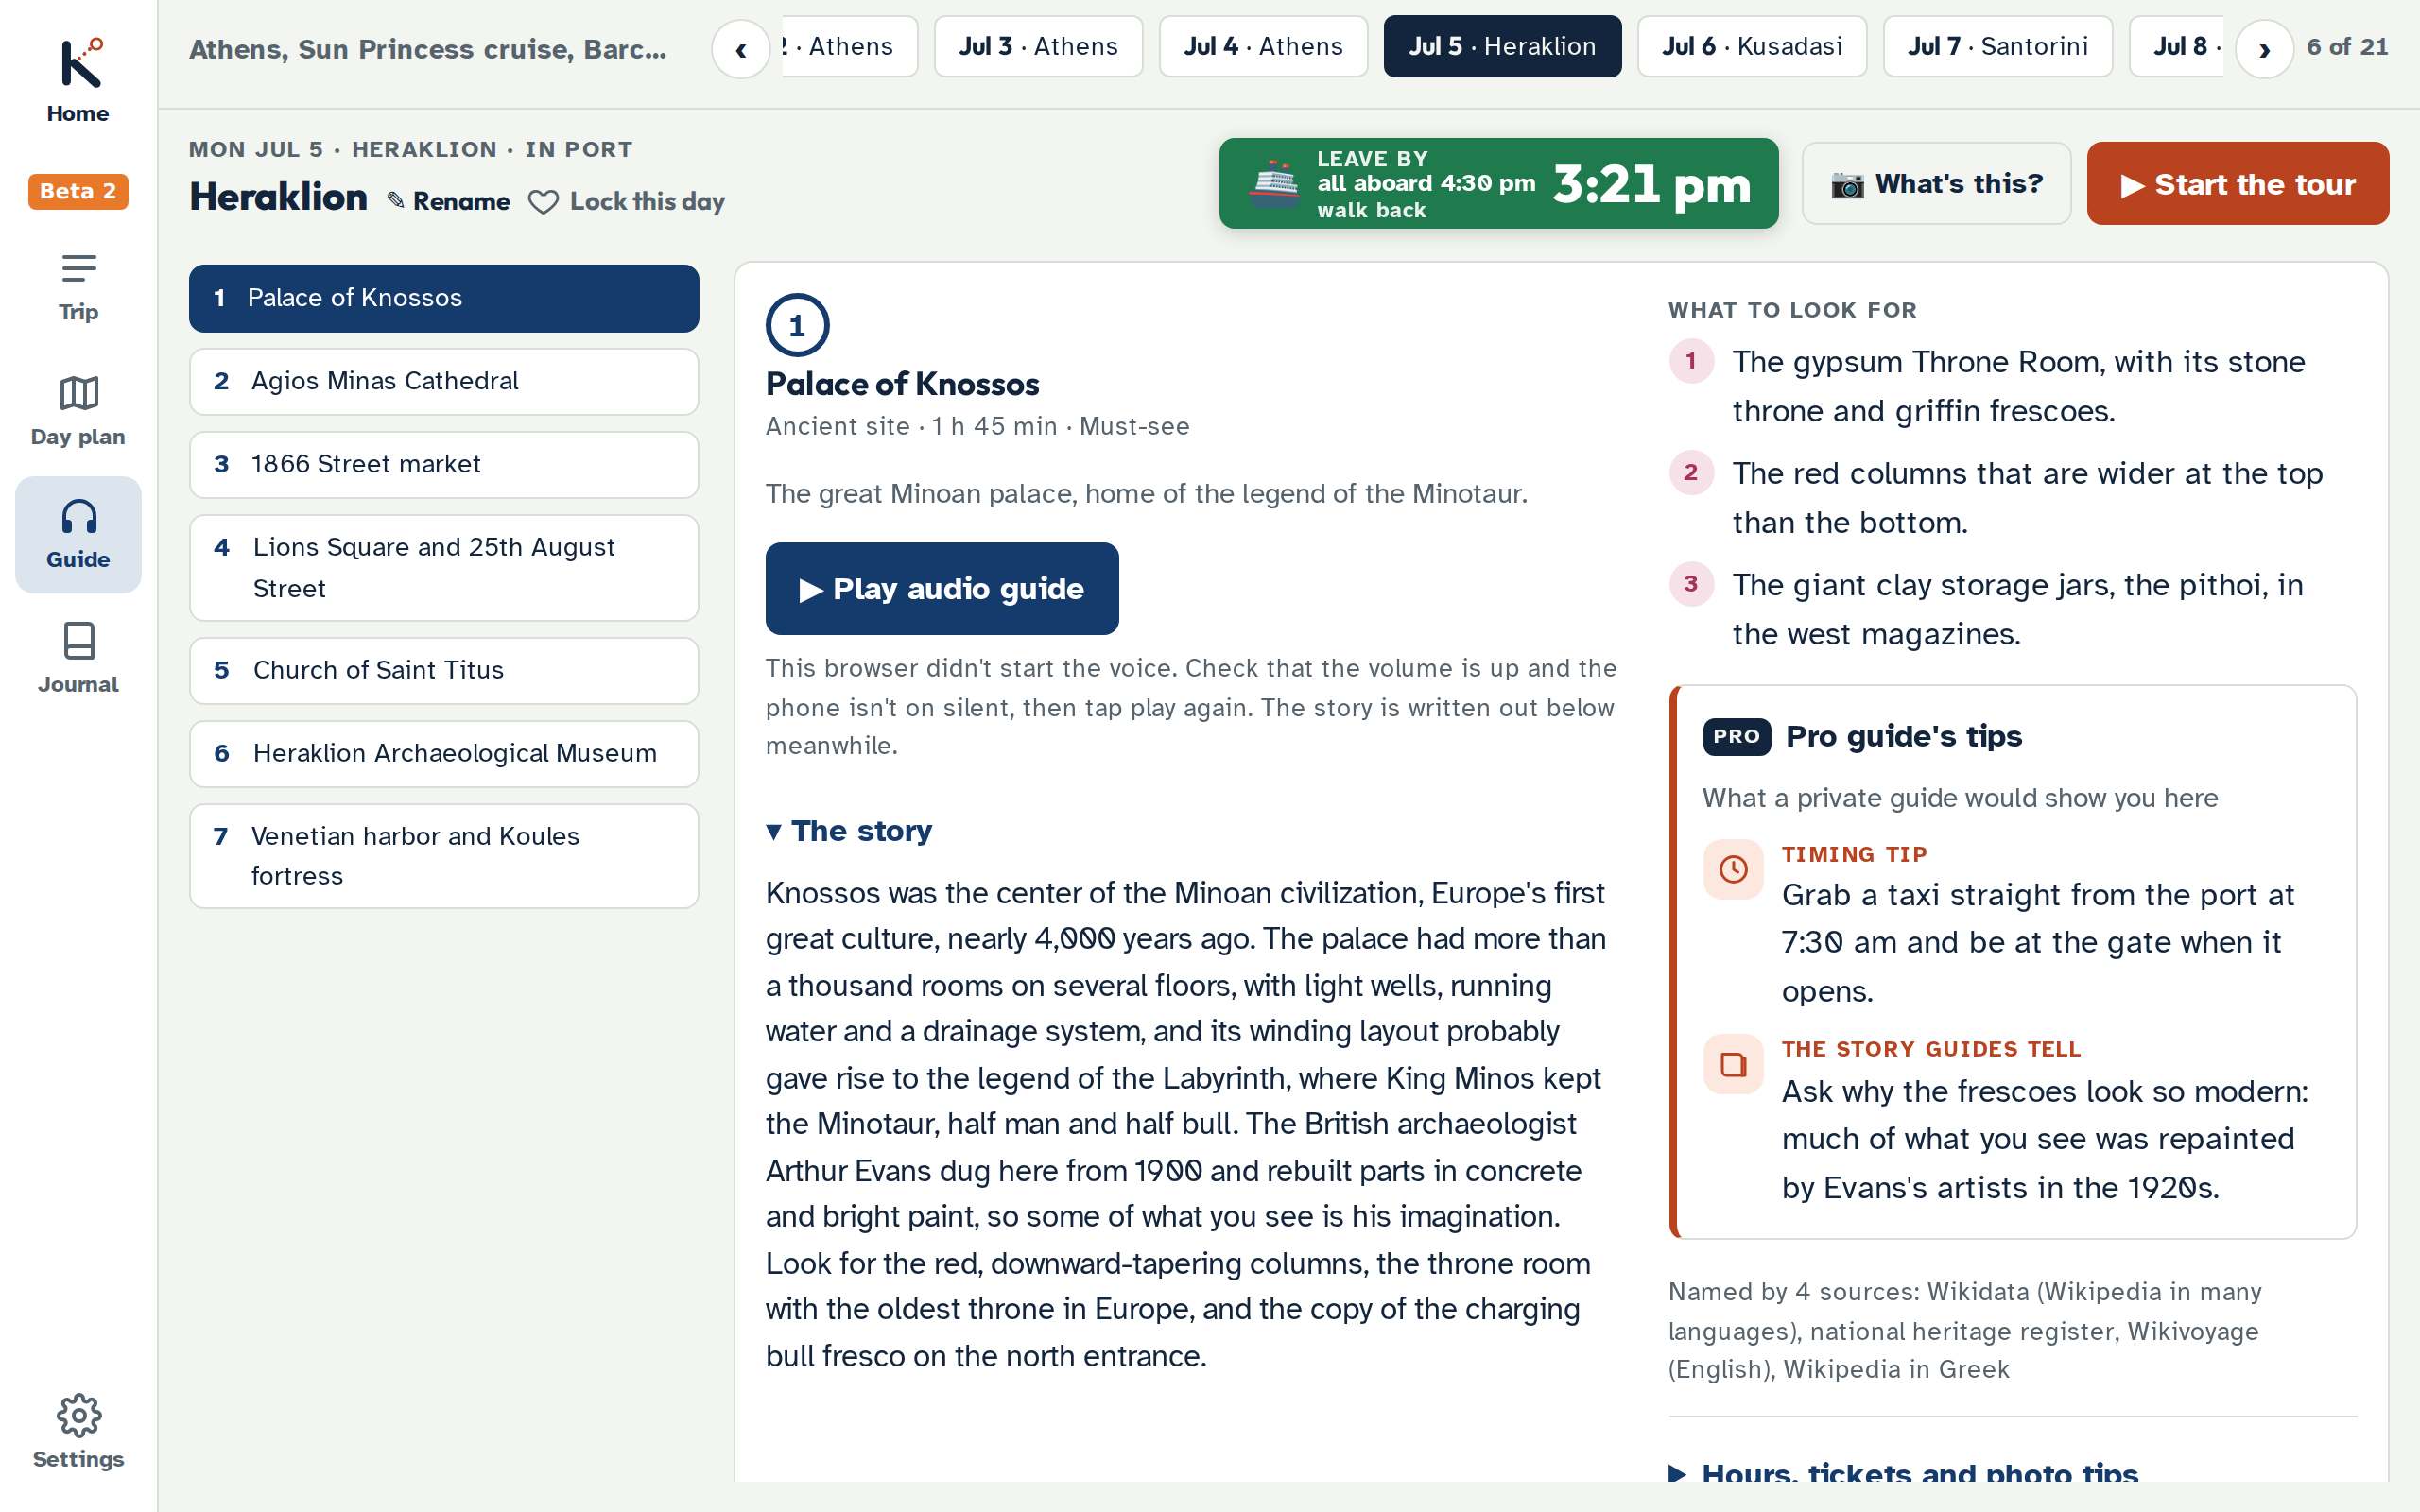 Home
Beta 2
Trip
Day plan
Guide
Journal
Settings
Athens, Sun Princess cruise, Barc...
‹
2 · Athens
Jul 3 · Athens
Jul 4 · Athens
Jul 5 · Heraklion
Jul 6 · Kusadasi
Jul 7 · Santorini
Jul 8 ·
›
6 of 21
MON JUL 5 · HERAKLION · IN PORT
Heraklion
✎ Rename
Lock this day
LEAVE BY
all aboard 4:30 pm
walk back
3:21 pm
What's this?
▶ Start the tour
1 Palace of Knossos
2 Agios Minas Cathedral
3 1866 Street market
4 Lions Square and 25th August
Street
5 Church of Saint Titus
6 Heraklion Archaeological Museum
7 Venetian harbor and Koules
fortress
1
Palace of Knossos
Ancient site · 1 h 45 min · Must-see
The great Minoan palace, home of the legend of the Minotaur.
▶ Play audio guide
This browser didn't start the voice. Check that the volume is up and the
phone isn't on silent, then tap play again. The story is written out below
meanwhile.
▼ The story
Knossos was the center of the Minoan civilization, Europe's first
great culture, nearly 4,000 years ago. The palace had more than
a thousand rooms on several floors, with light wells, running
water and a drainage system, and its winding layout probably
gave rise to the legend of the Labyrinth, where King Minos kept
the Minotaur, half man and half bull. The British archaeologist
Arthur Evans dug here from 1900 and rebuilt parts in concrete
and bright paint, so some of what you see is his imagination.
Look for the red, downward-tapering columns, the throne room
with the oldest throne in Europe, and the copy of the charging
bull fresco on the north entrance.
WHAT TO LOOK FOR
1 The gypsum Throne Room, with its stone
throne and griffin frescoes.
2 The red columns that are wider at the top
than the bottom.
3 The giant clay storage jars, the pithoi, in
the west magazines.
PRO Pro guide's tips
What a private guide would show you here
TIMING TIP
Grab a taxi straight from the port at
7:30 am and be at the gate when it
opens.
THE STORY GUIDES TELL
Ask why the frescoes look so modern:
much of what you see was repainted
by Evans's artists in the 1920s.
Named by 4 sources: Wikidata (Wikipedia in many
languages), national heritage register, Wikivoyage
(English), Wikipedia in Greek
▶ Hours, tickets and photo tips